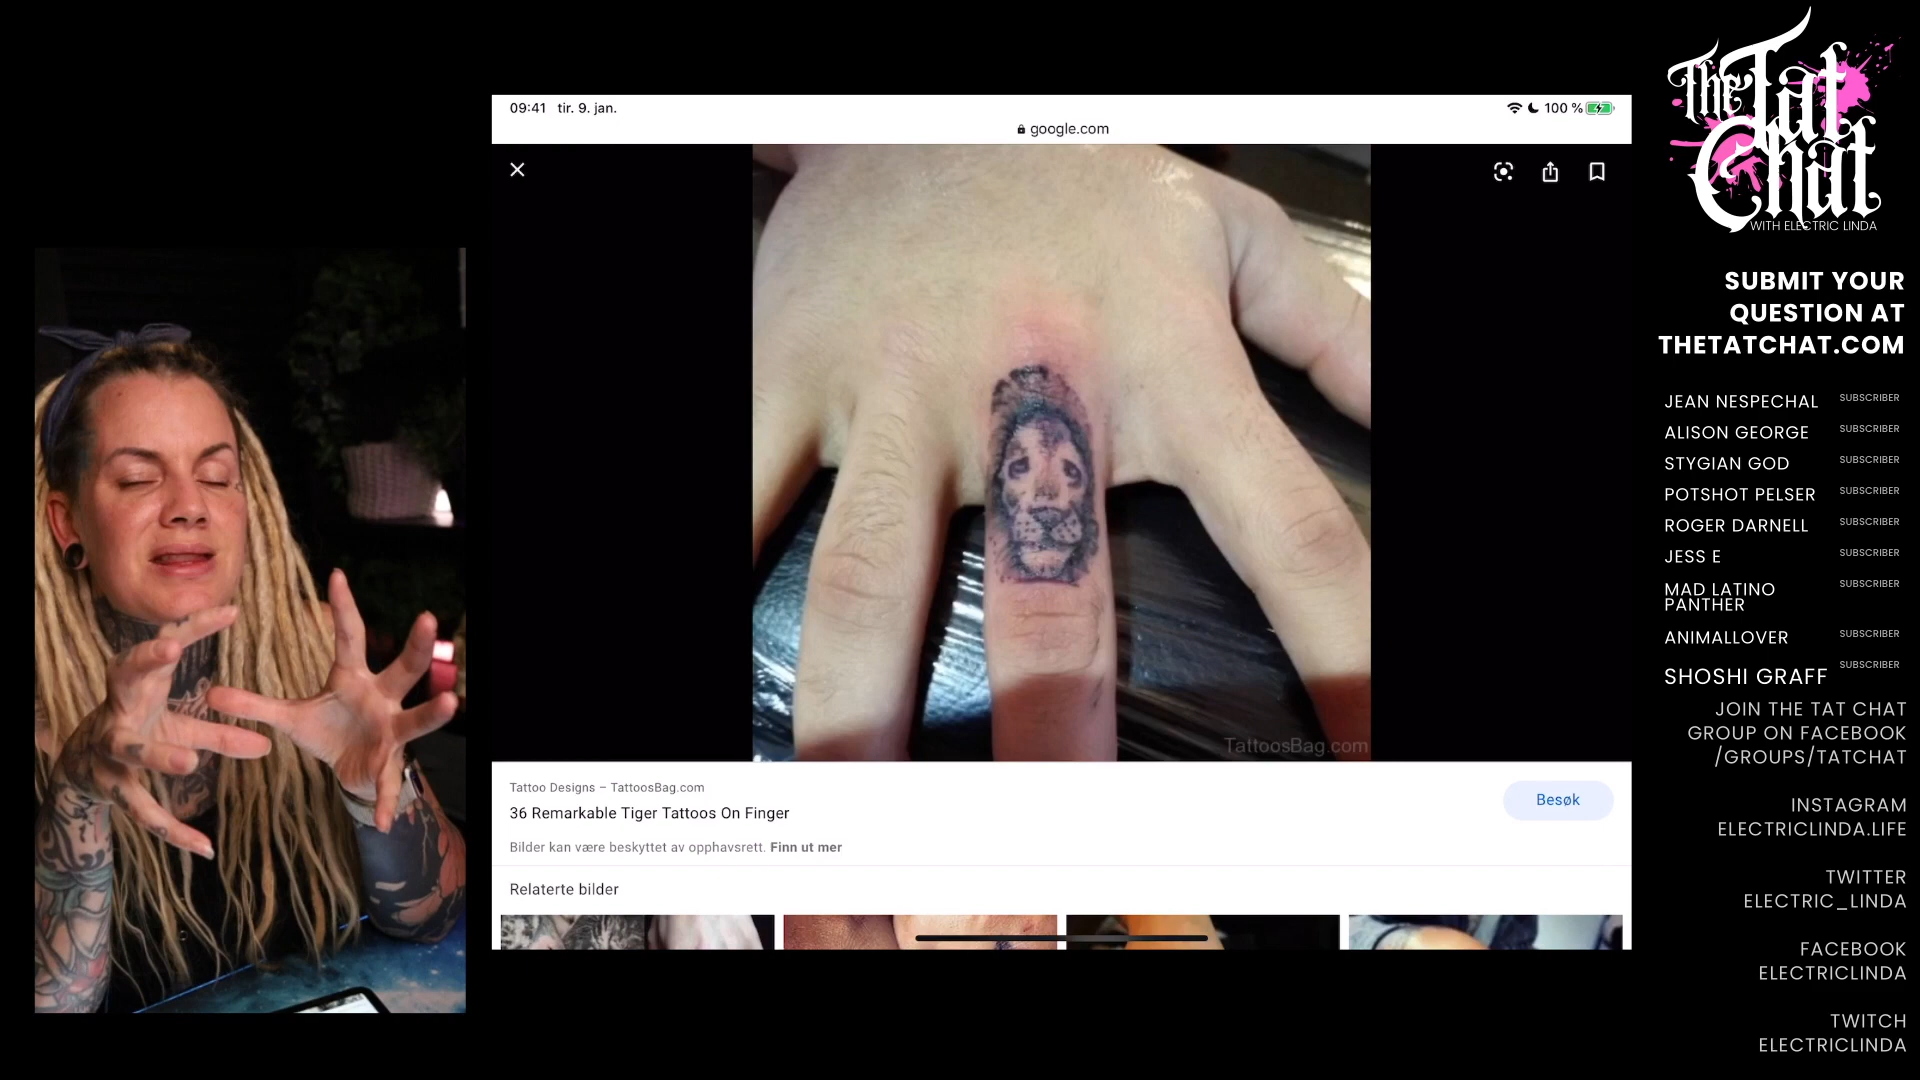 09:41 tir. 9. jan.
100 %
google.com
TattoosBag.com
Tattoo Designs – TattoosBag.com
36 Remarkable Tiger Tattoos On Finger
Besøk
Bilder kan være beskyttet av opphavsrett. Finn ut mer
Relaterte bilder
The Tat
Chat
WITH ELECTRIC LINDA
SUBMIT YOUR
QUESTION AT
THETATCHAT.COM
JEAN NESPECHAL SUBSCRIBER
ALISON GEORGE SUBSCRIBER
STYGIAN GOD SUBSCRIBER
POTSHOT PELSER SUBSCRIBER
ROGER DARNELL SUBSCRIBER
JESS E SUBSCRIBER
MAD LATINO SUBSCRIBER
PANTHER
ANIMALLOVER SUBSCRIBER
SHOSHI GRAFF SUBSCRIBER
JOIN THE TAT CHAT
GROUP ON FACEBOOK
/GROUPS/TATCHAT
INSTAGRAM
ELECTRICLINDA.LIFE
TWITTER
ELECTRIC_LINDA
FACEBOOK
ELECTRICLINDA
TWITCH
ELECTRICLINDA